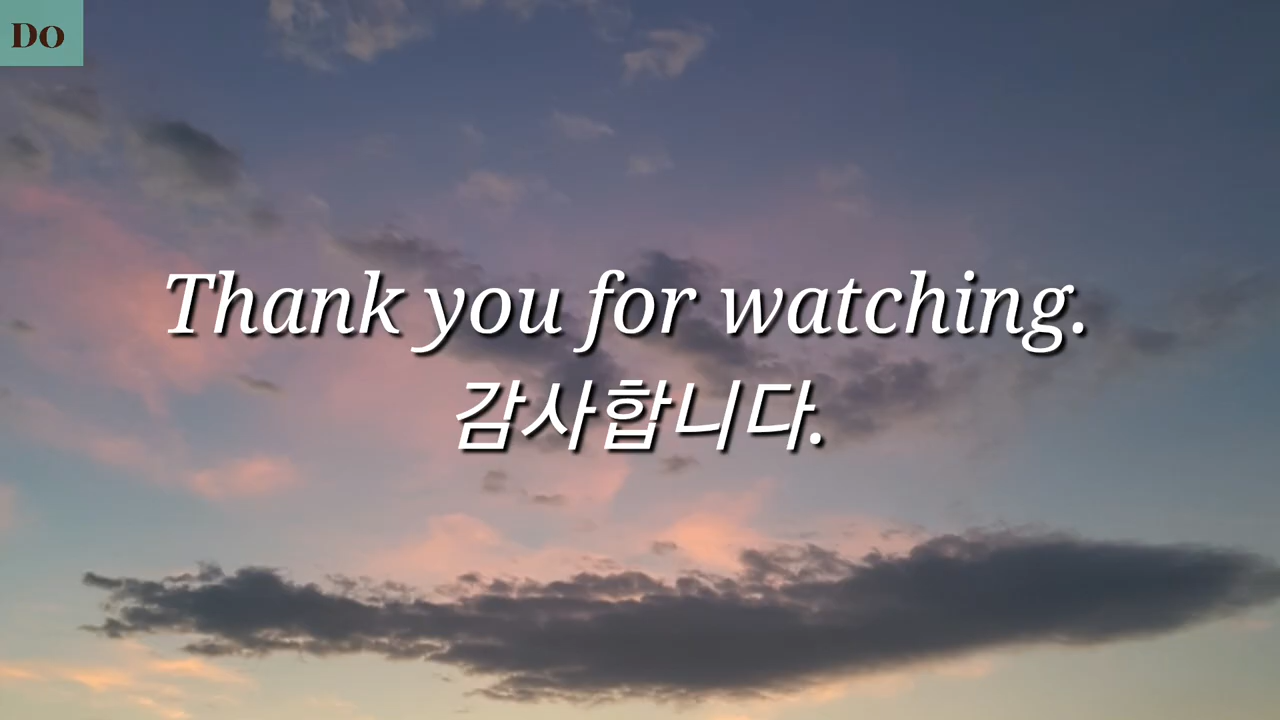 DO
Thank you for watching.
감사합니다.